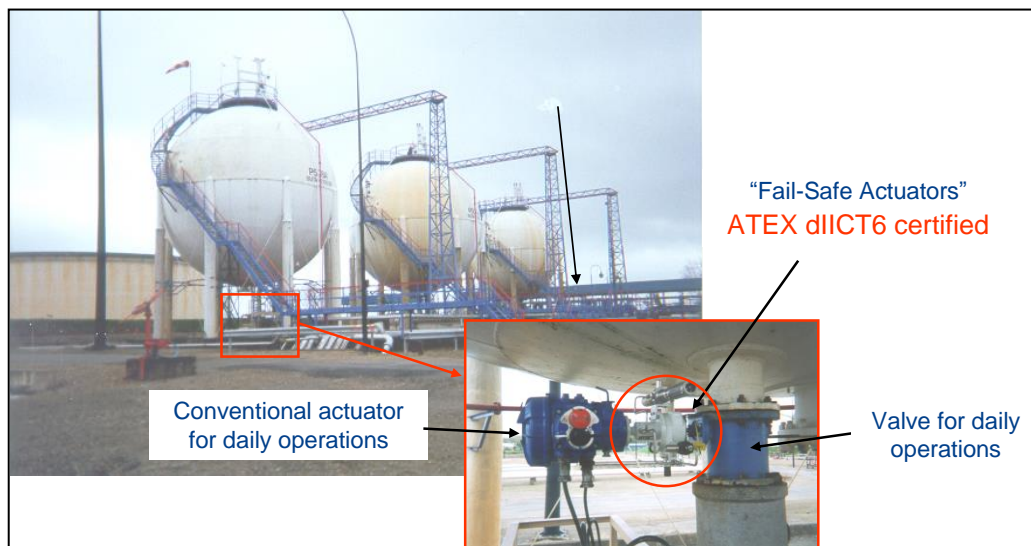 “Fail-Safe Actuators”
ATEX dIICT6 certified
Conventional actuator
for daily operations
Valve for daily
operations